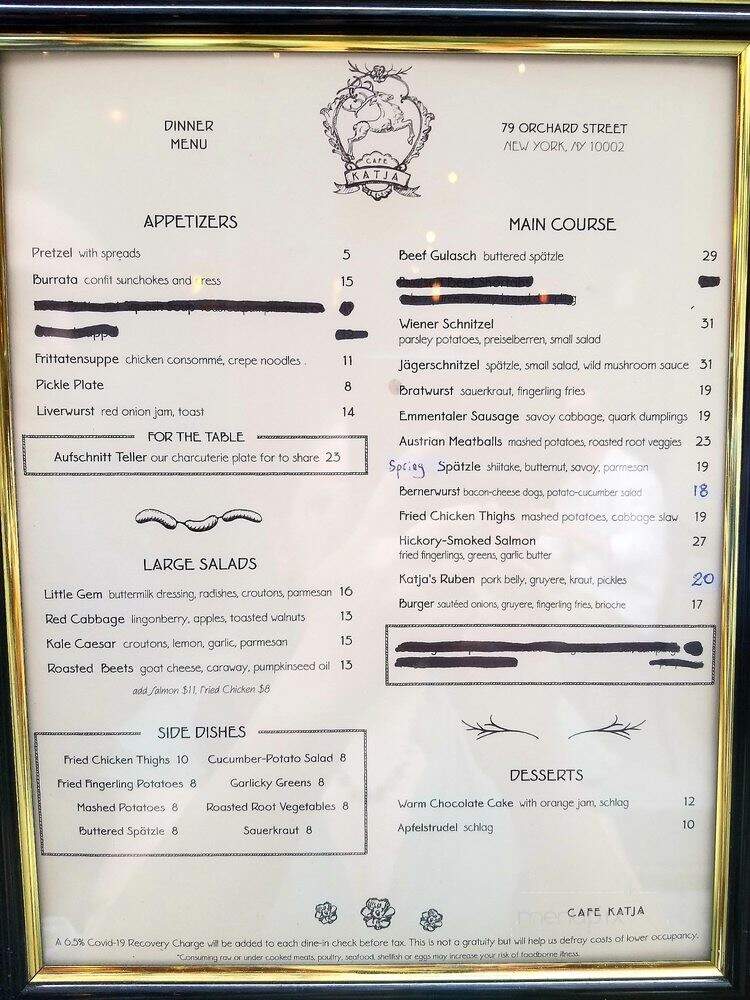 DINNER
MENU
CAFE
KATJA
79 ORCHARD STREET
NEW YORK, NY 10002
APPETIZERS
Pretzel with spreads 5
Burrata confit sunchokes and cress 15
Frittatensuppe chicken consommé, crepe noodles . 11
Pickle Plate 8
Liverwurst red onion jam, toast 14
FOR THE TABLE
Aufschnitt Teller our charcuterie plate for to share 23
LARGE SALADS
Little Gem buttermilk dressing, radishes, croutons, parmesan 16
Red Cabbage lingonberry, apples, toasted walnuts 13
Kale Caesar croutons, lemon, garlic, parmesan 15
Roasted Beets goat cheese, caraway, pumpkinseed oil 13
add Salmon $11, Fried Chicken $8
SIDE DISHES
Fried Chicken Thighs 10 Cucumber-Potato Salad 8
Fried Fingerling Potatoes 8 Garlicky Greens 8
Mashed Potatoes 8 Roasted Root Vegetables 8
Buttered Spätzle 8 Sauerkraut 8
MAIN COURSE
Beef Gulasch buttered spätzle 29
Wiener Schnitzel 31
parsley potatoes, preiselberren, small salad
Jägerschnitzel spätzle, small salad, wild mushroom sauce 31
Bratwurst sauerkraut, fingerling fries 19
Emmentaler Sausage savoy cabbage, quark dumplings 19
Austrian Meatballs mashed potatoes, roasted root veggies 23
Spring Spätzle shiitake, butternut, savoy, parmesan 19
Bernerwurst bacon-cheese dogs, potato-cucumber salad 18
Fried Chicken Thighs mashed potatoes, cabbage slaw 19
Hickory-Smoked Salmon 27
fried fingerlings, greens, garlic butter
Katja's Ruben pork belly, gruyere, kraut, pickles 20
Burger sautéed onions, gruyere, fingerling fries, brioche 17
DESSERTS
Warm Chocolate Cake with orange jam, schlag 12
Apfelstrudel schlag 10
CAFE KATJA
A 6.5% Covid-19 Recovery Charge will be added to each dine-in check before tax. This is not a gratuity but will help us defray costs of lower occupancy.
*Consuming raw or under cooked meats, poultry, seafood, shellfish or eggs may increase your risk of foodborne illness.